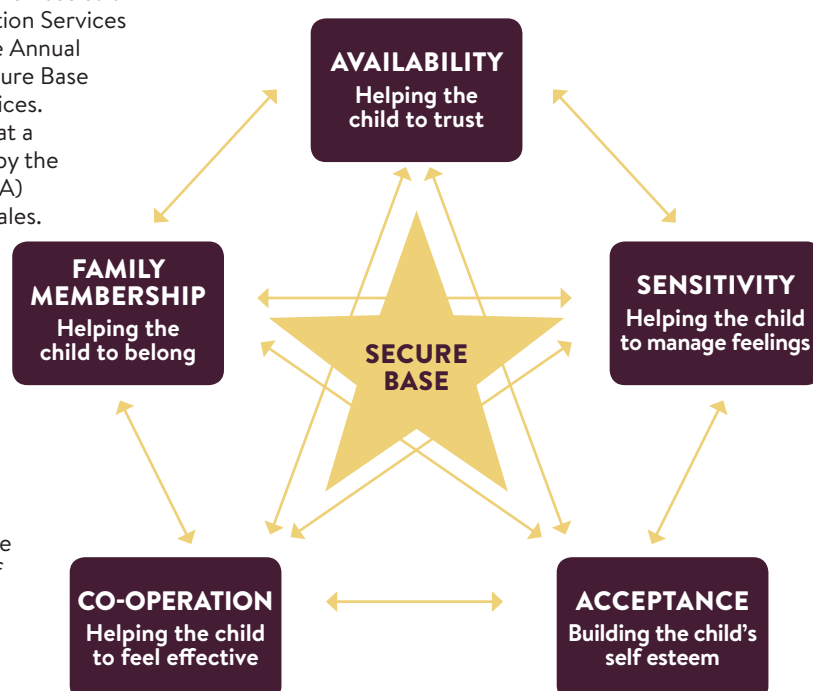 tion Services
e Annual
ure Base
ices.
at a
by the
A)
ales.
AVAILABILITY
Helping the
child to trust
FAMILY
MEMBERSHIP
Helping the
child to belong
SECURE
BASE
SENSITIVITY
Helping the child
to manage feelings
e
CO-OPERATION
Helping the child
to feel effective
ACCEPTANCE
Building the child’s
self esteem